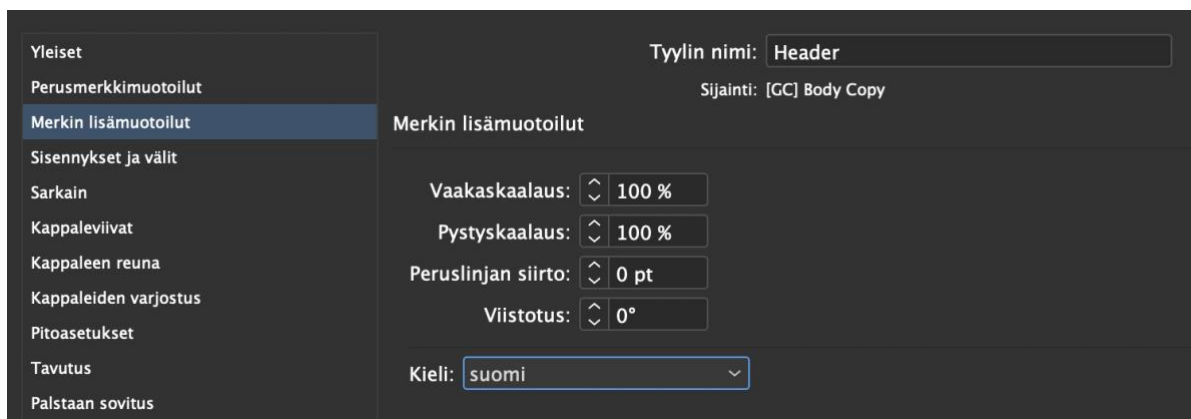 Yleiset
Perusmerkkimuotoilut
Merkin lisämuotoilut
Sisennykset ja välit
Sarkain
Kappaleviivat
Kappaleen reuna
Kappaleiden varjostus
Pitoasetukset
Tavutus
Palstaan sovitus
Tyylin nimi: Header
Sijainti: [GC] Body Copy
Merkin lisämuotoilut
Vaakaskaalaus: 100 %
Pystyskaalaus: 100 %
Peruslinjan siirto: 0 pt
Viistotus: 0°
Kieli: suomi